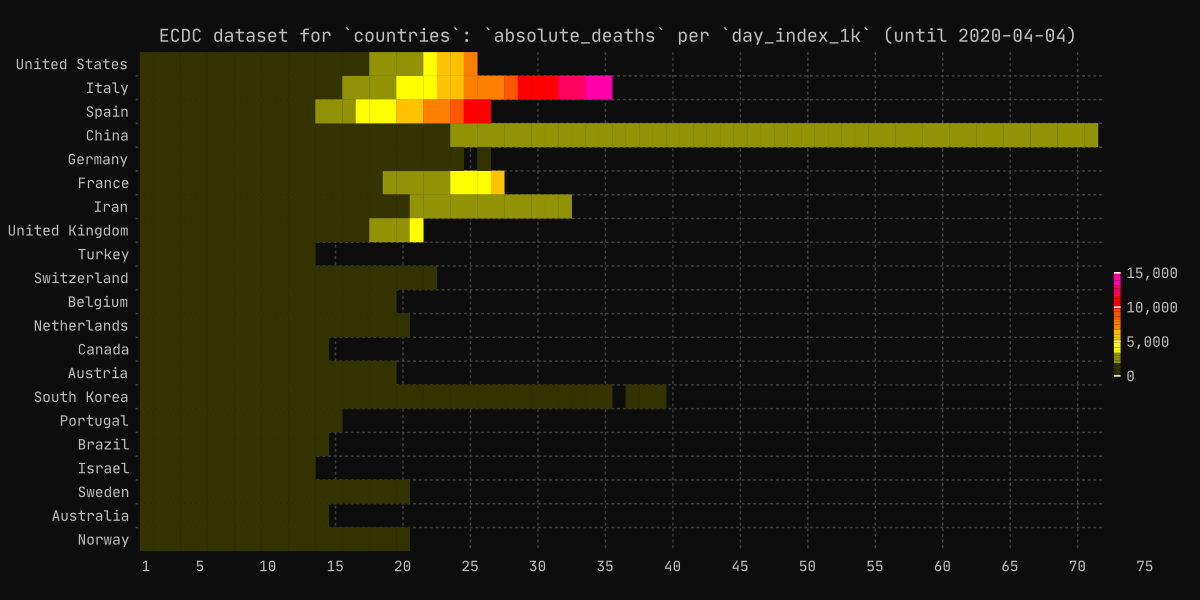 ECDC dataset for `countries`: `absolute_deaths` per `day_index_1k` (until 2020-04-04)
United States
Italy
Spain
China
Germany
France
Iran
United Kingdom
Turkey
Switzerland
Belgium
Netherlands
Canada
Austria
South Korea
Portugal
Brazil
Israel
Sweden
Australia
Norway
1 5 10 15 20 25 30 35 40 45 50 55 60 65 70 75
15,000
10,000
5,000
0